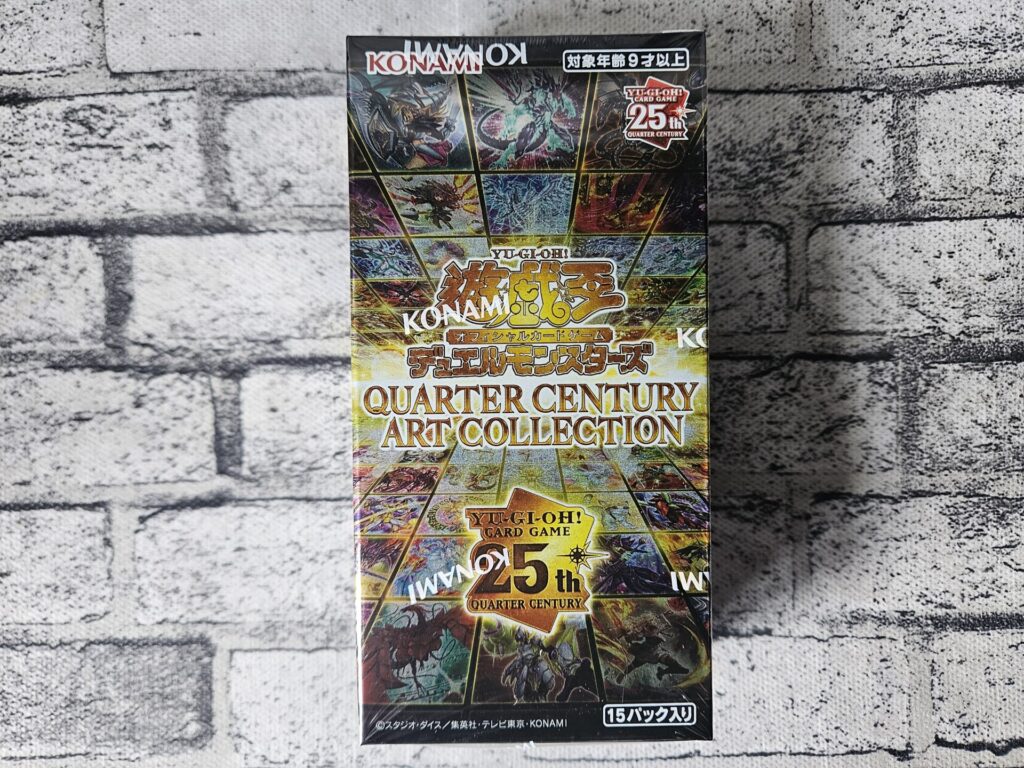 KONAMI
KONAMI
対象年齢9才以上
YU-GI-OH!
CARD GAME
25th
QUARTER CENTURY
YU-GI-OH!
遊戯王
KONAMI
オフィシャルカードゲーム
KO
デュエルモンスターズ
QUARTER CENTURY
ART COLLECTION
YU-GI-OH!
CARD GAME
25th
KONAMI
AMI
QUARTER CENTURY
©スタジオ・ダイス/集英社・テレビ東京・KONAMI
15パック入り